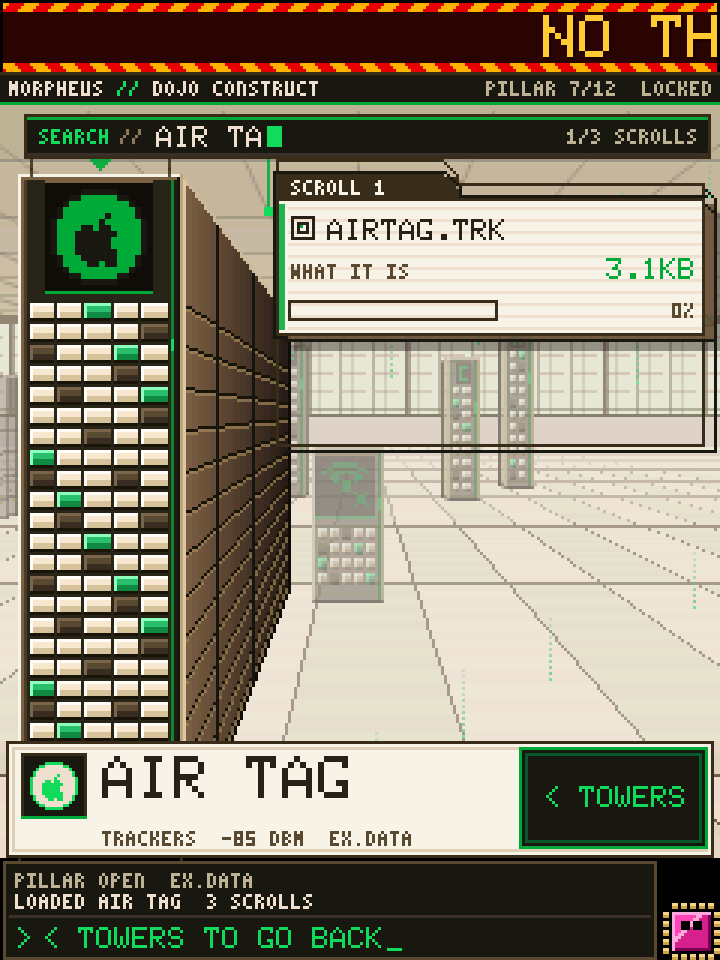 NO TH
MORPHEUS // DOJO CONSTRUCT PILLAR 7/12 LOCKED
SEARCH // AIR TA 1/3 SCROLLS
SCROLL 1
AIRTAG.TRK
WHAT IT IS 3.1KB
0%
AIR TAG
TRACKERS -85 DBM EX.DATA
< TOWERS
PILLAR OPEN EX.DATA
LOADED AIR TAG 3 SCROLLS
> < TOWERS TO GO BACK_